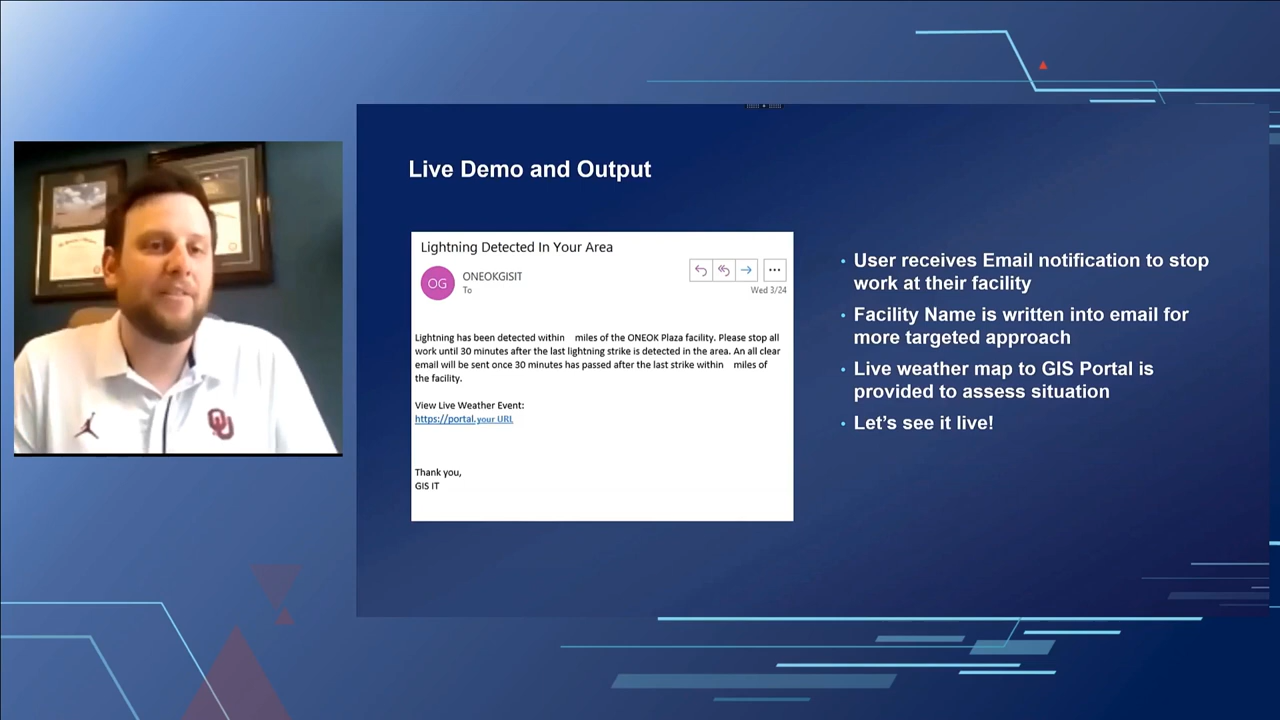 Live Demo and Output
Lightning Detected In Your Area
OG
ONEOKGISIT
To
Wed 3/24
Lightning has been detected within miles of the ONEOK Plaza facility. Please stop all
work until 30 minutes after the last lightning strike is detected in the area. An all clear
email will be sent once 30 minutes has passed after the last strike within miles of
the facility.
View Live Weather Event:
https://portal.your URL
Thank you,
GIS IT
• User receives Email notification to stop
work at their facility
• Facility Name is written into email for
more targeted approach
• Live weather map to GIS Portal is
provided to assess situation
• Let's see it live!
OU